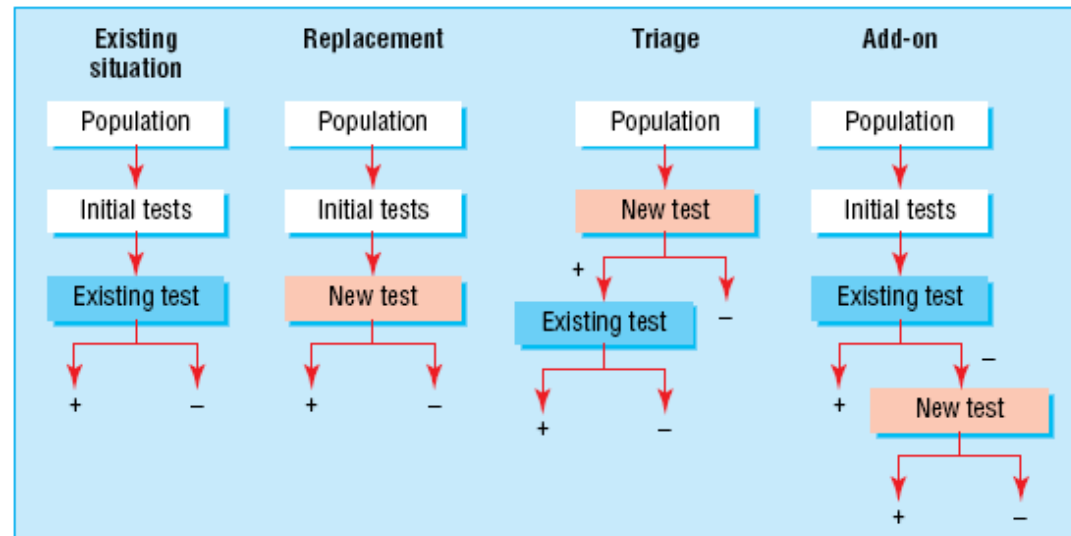 Existing
situation
Population
Initial tests
Existing test
+ –
Replacement
Population
Initial tests
New test
+ –
Triage
Population
New test
+
–
Existing test
+ –
Add-on
Population
Initial tests
Existing test
–
+
New test
+ –